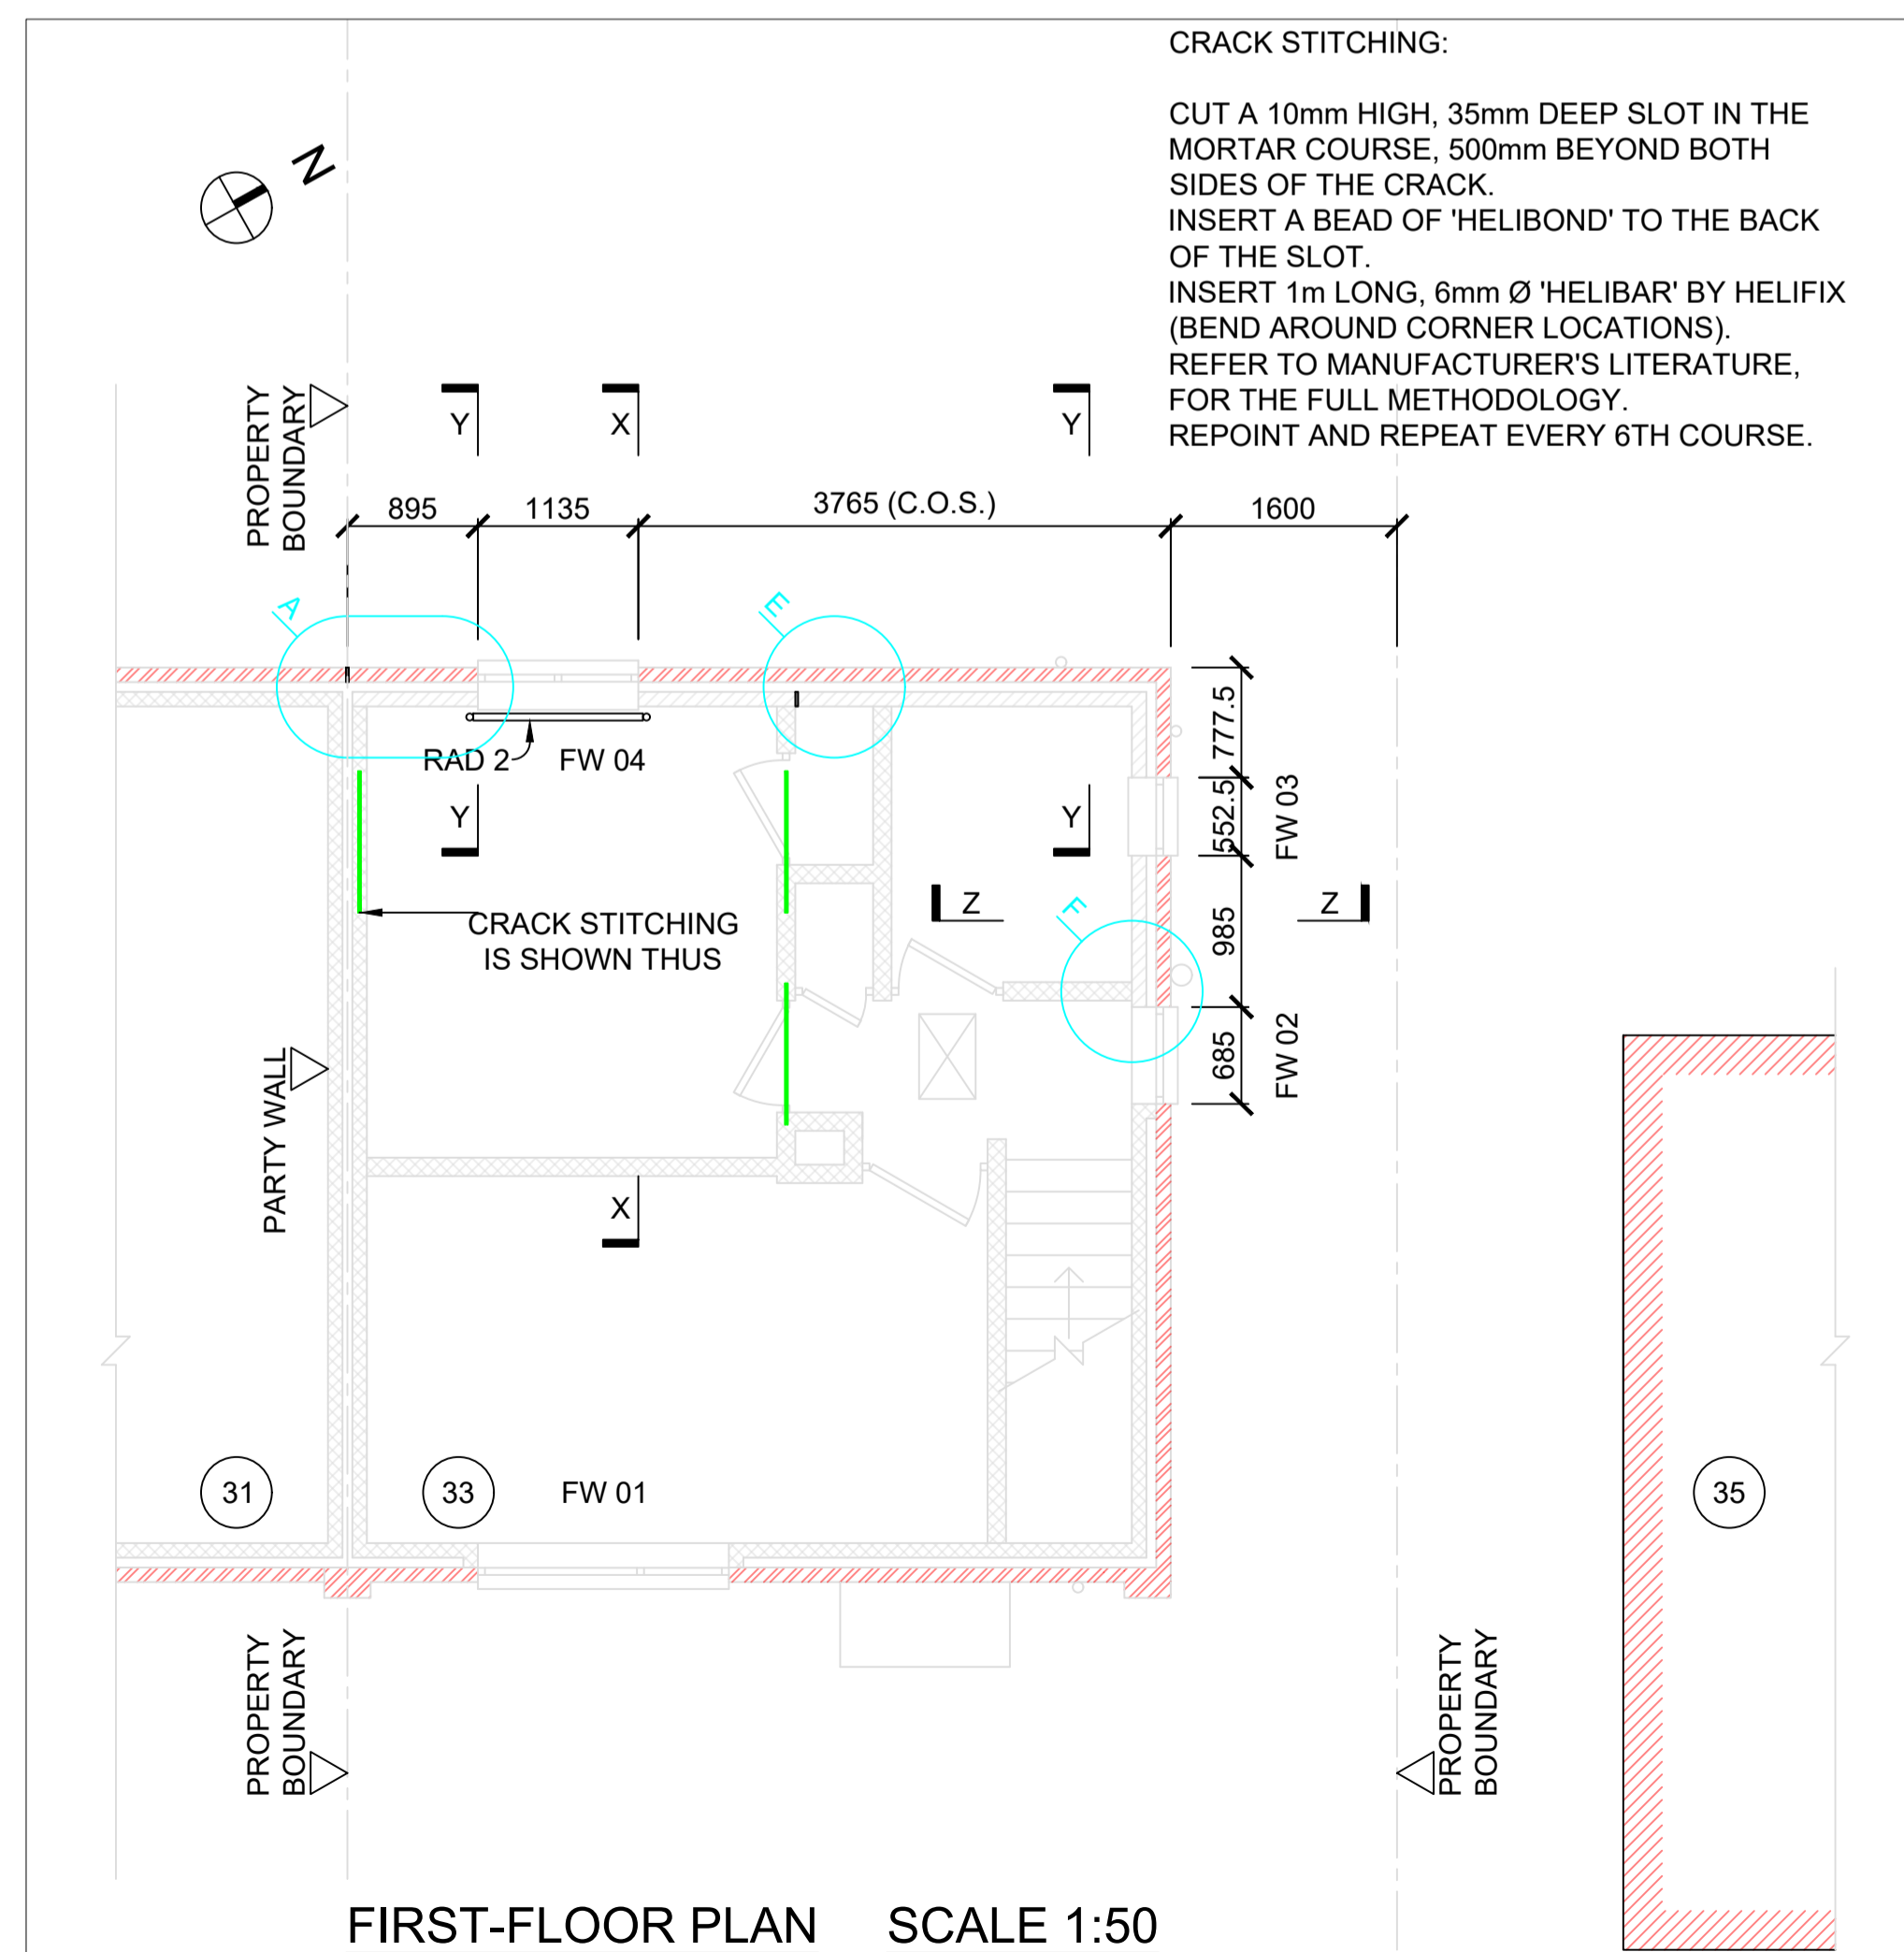 CRACK STITCHING:
CUT A 10mm HIGH, 35mm DEEP SLOT IN THE
MORTAR COURSE, 500mm BEYOND BOTH
SIDES OF THE CRACK.
INSERT A BEAD OF 'HELIBOND' TO THE BACK
OF THE SLOT.
INSERT 1m LONG, 6mm Ø 'HELIBAR' BY HELIFIX
(BEND AROUND CORNER LOCATIONS).
REFER TO MANUFACTURER'S LITERATURE,
FOR THE FULL METHODOLOGY.
REPOINT AND REPEAT EVERY 6TH COURSE.
N
PROPERTY
BOUNDARY
Y
X
Y
895
1135
3765 (C.O.S.)
1600
A
E
RAD 2
FW 04
777.5
552.5
FW 03
Y
Y
Z
Z
F
985
CRACK STITCHING
IS SHOWN THUS
685
FW 02
PARTY WALL
X
31
33
FW 01
35
PROPERTY
BOUNDARY
PROPERTY
BOUNDARY
FIRST-FLOOR PLAN
SCALE 1:50